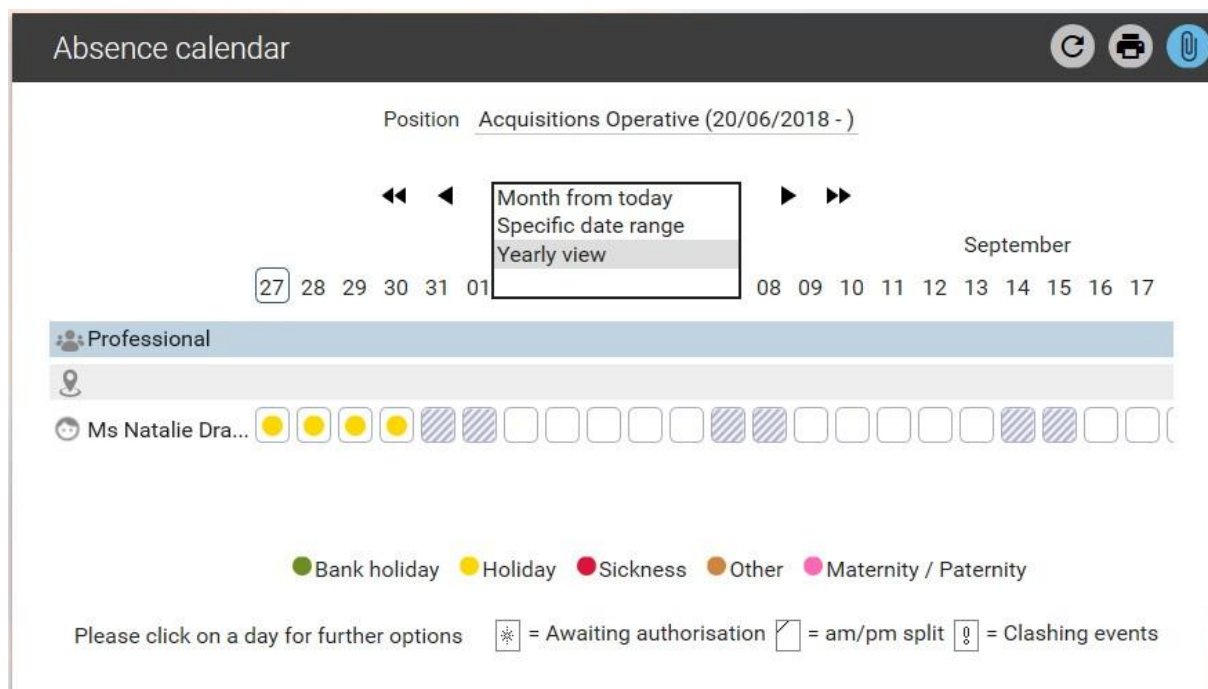 Absence calendar
Position Acquisitions Operative (20/06/2018 - )
Month from today
Specific date range
Yearly view
September
27 28 29 30 31 01 08 09 10 11 12 13 14 15 16 17
Professional
Ms Natalie Dra...
Bank holiday Holiday Sickness Other Maternity / Paternity
Please click on a day for further options = Awaiting authorisation = am/pm split = Clashing events